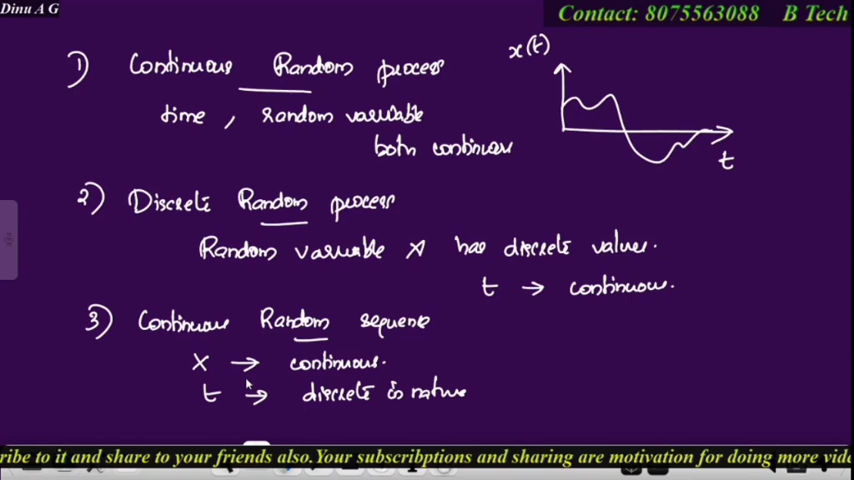 Dinu A G
Contact: 8075563088 B Tech
1) Continuous Random process
x(t)
time, random variable
both continuous
t
2) Discrete Random process
Random variable X has discrete values.
t → continuous.
3) Continuous Random sequence
X → continuous.
t → discrete in nature
ribe to it and share to your friends also.Your subscribptions and sharing are motivation for doing more vide